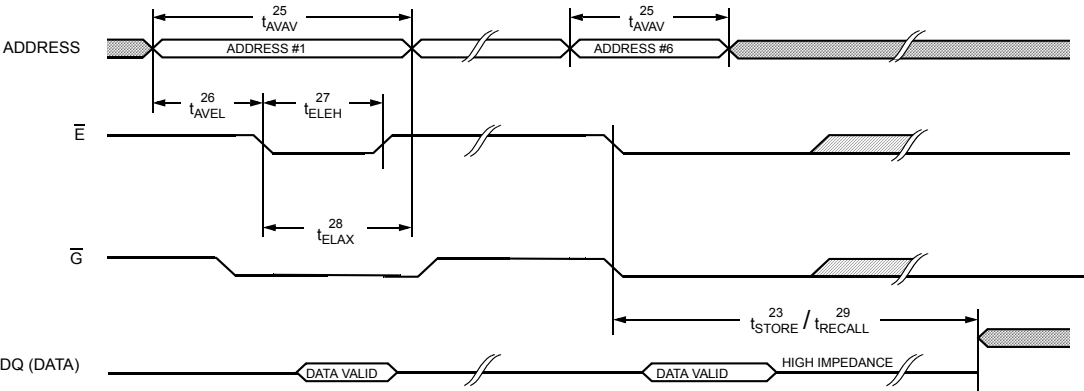 25 25
tAVAV tAVAV
ADDRESS ADDRESS #1 ADDRESS #6
26 27
tAVEL tELEH
E
28
tELAX
G
23 29
tSTORE / tRECALL
DQ (DATA) DATA VALID DATA VALID HIGH IMPEDANCE